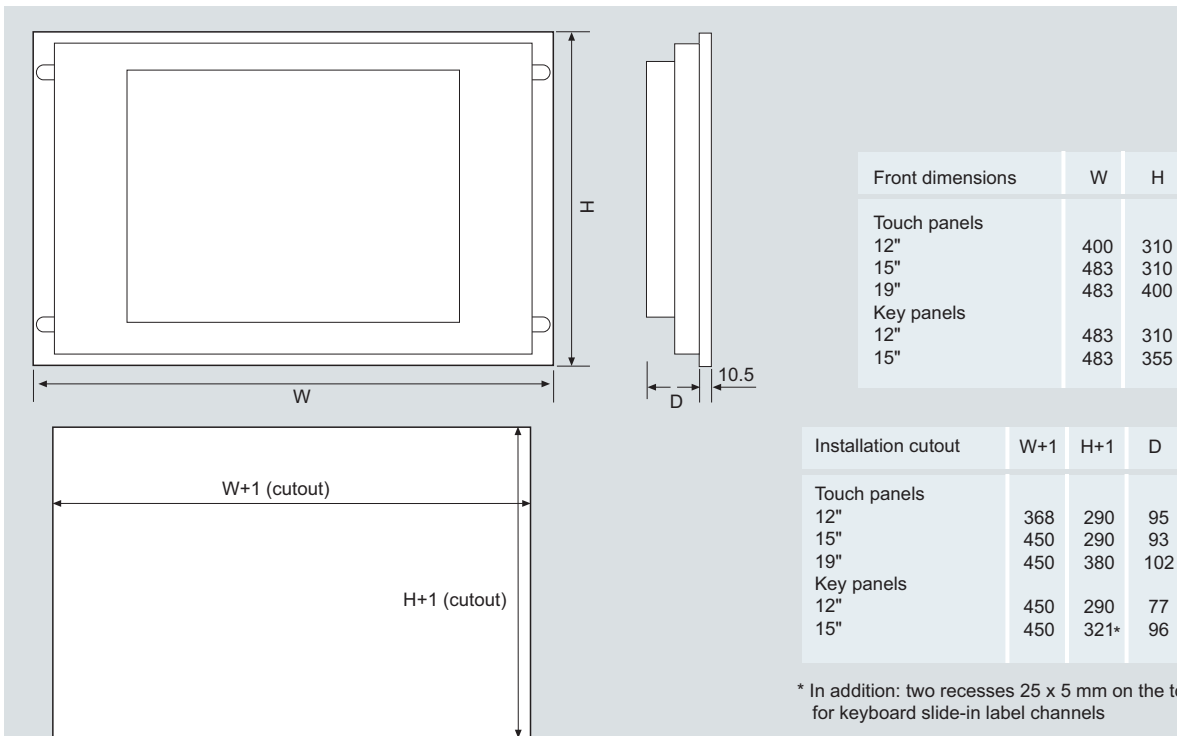 H
W
D
10.5
Front dimensions W H
Touch panels
12" 400 310
15" 483 310
19" 483 400
Key panels
12" 483 310
15" 483 355
W+1 (cutout)
H+1 (cutout)
Installation cutout W+1 H+1 D
Touch panels
12" 368 290 95
15" 450 290 93
19" 450 380 102
Key panels
12" 450 290 77
15" 450 321* 96
* In addition: two recesses 25 x 5 mm on the
for keyboard slide-in label channels